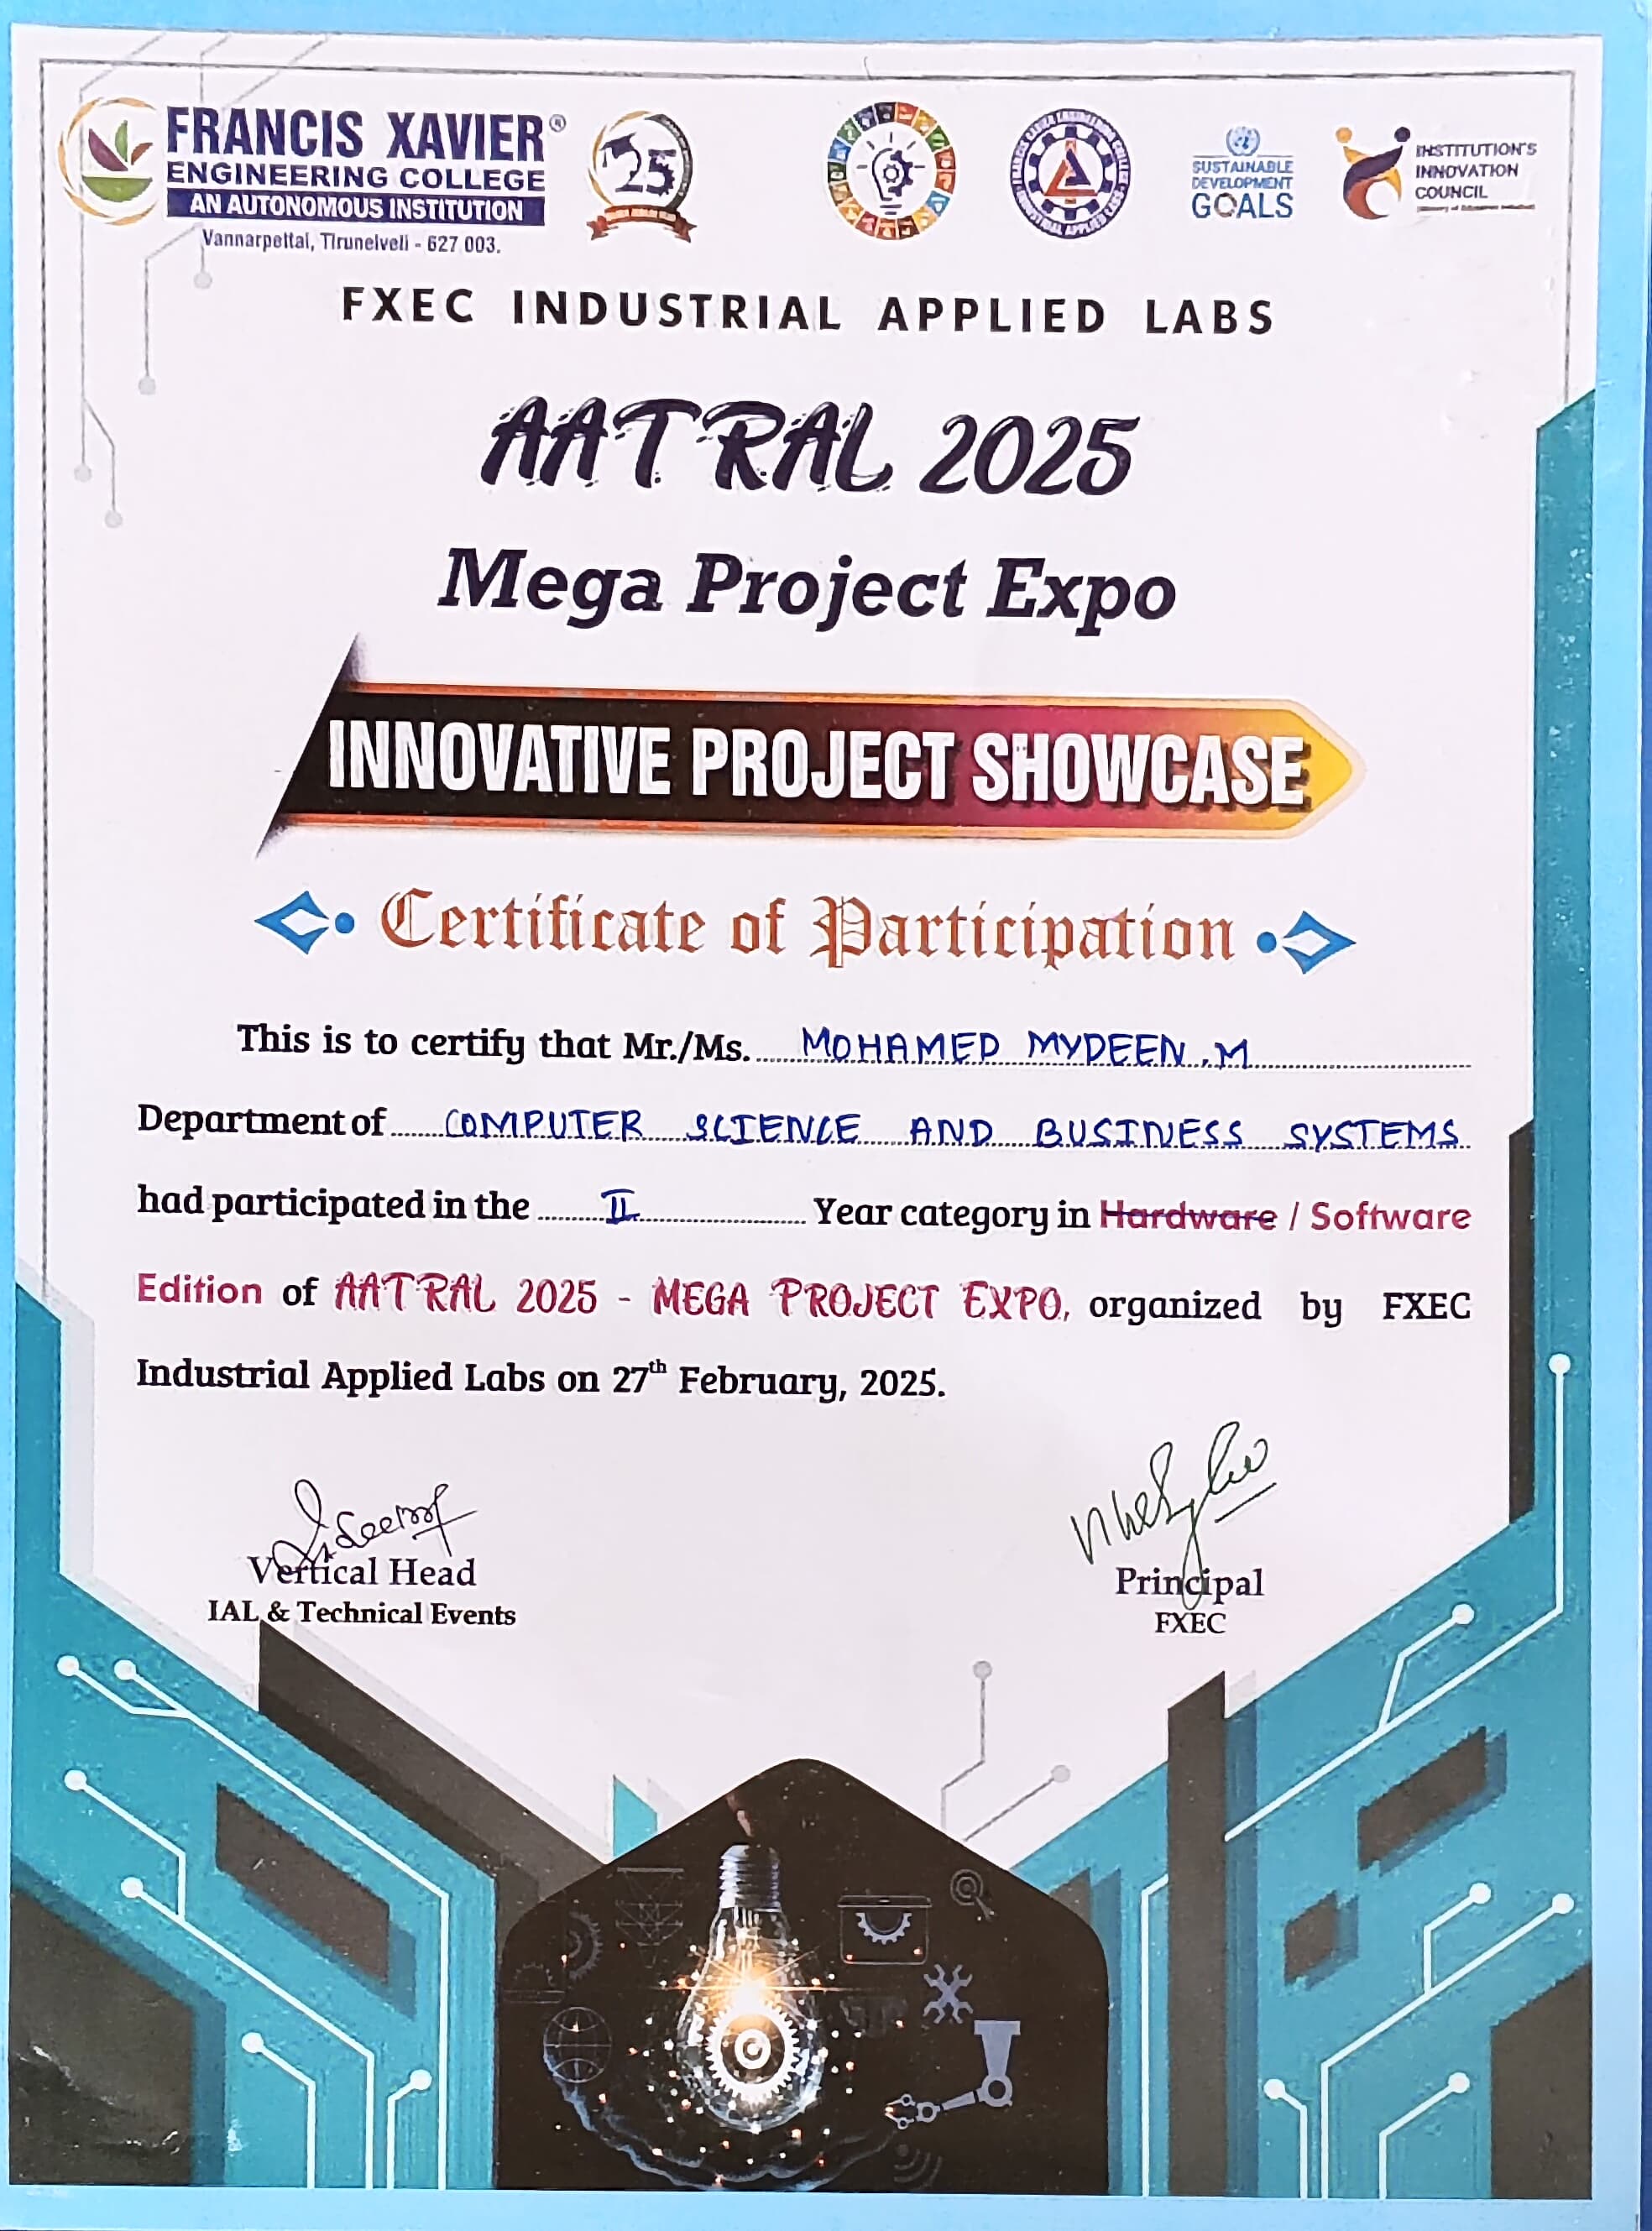 FRANCIS XAVIER®
ENGINEERING COLLEGE
AN AUTONOMOUS INSTITUTION
Vannarpettai, Tirunelveli - 627 003.
25
SUSTAINABLE
DEVELOPMENT
GOALS
INSTITUTION'S
INNOVATION
COUNCIL
FXEC INDUSTRIAL APPLIED LABS
AATRAL 2025
Mega Project Expo
INNOVATIVE PROJECT SHOWCASE
Certificate of Participation
This is to certify that Mr./Ms. MOHAMED MYDEEN.M
Department of COMPUTER SCIENCE AND BUSINESS SYSTEMS
had participated in the II Year category in Hardware / Software
Edition of AATRAL 2025 - MEGA PROJECT EXPO, organized by FXEC
Industrial Applied Labs on 27th February, 2025.
Vertical Head
IAL & Technical Events
Principal
FXEC